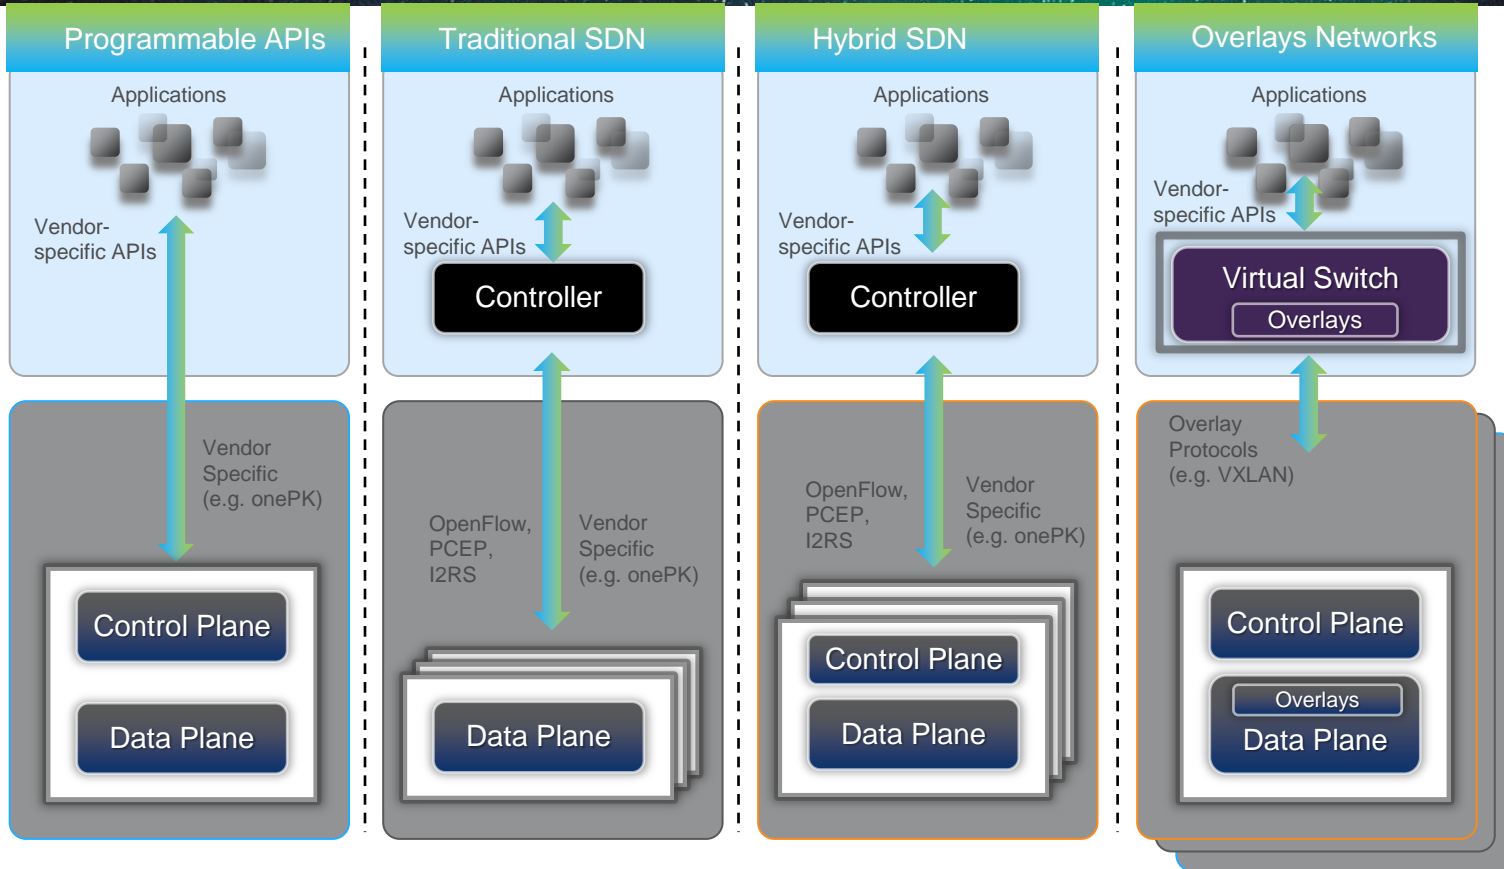 Programmable APIs
Applications
Vendor-
specific APIs
Vendor
Specific
(e.g. onePK)
Control Plane
Data Plane
Traditional SDN
Applications
Vendor-
specific APIs
Controller
OpenFlow,
PCEP,
I2RS
Vendor
Specific
(e.g. onePK)
Data Plane
Hybrid SDN
Applications
Vendor-
specific APIs
Controller
OpenFlow,
PCEP,
I2RS
Vendor
Specific
(e.g. onePK)
Control Plane
Data Plane
Overlays Networks
Applications
Vendor-
specific APIs
Virtual Switch
Overlays
Overlay
Protocols
(e.g. VXLAN)
Control Plane
Overlays
Data Plane